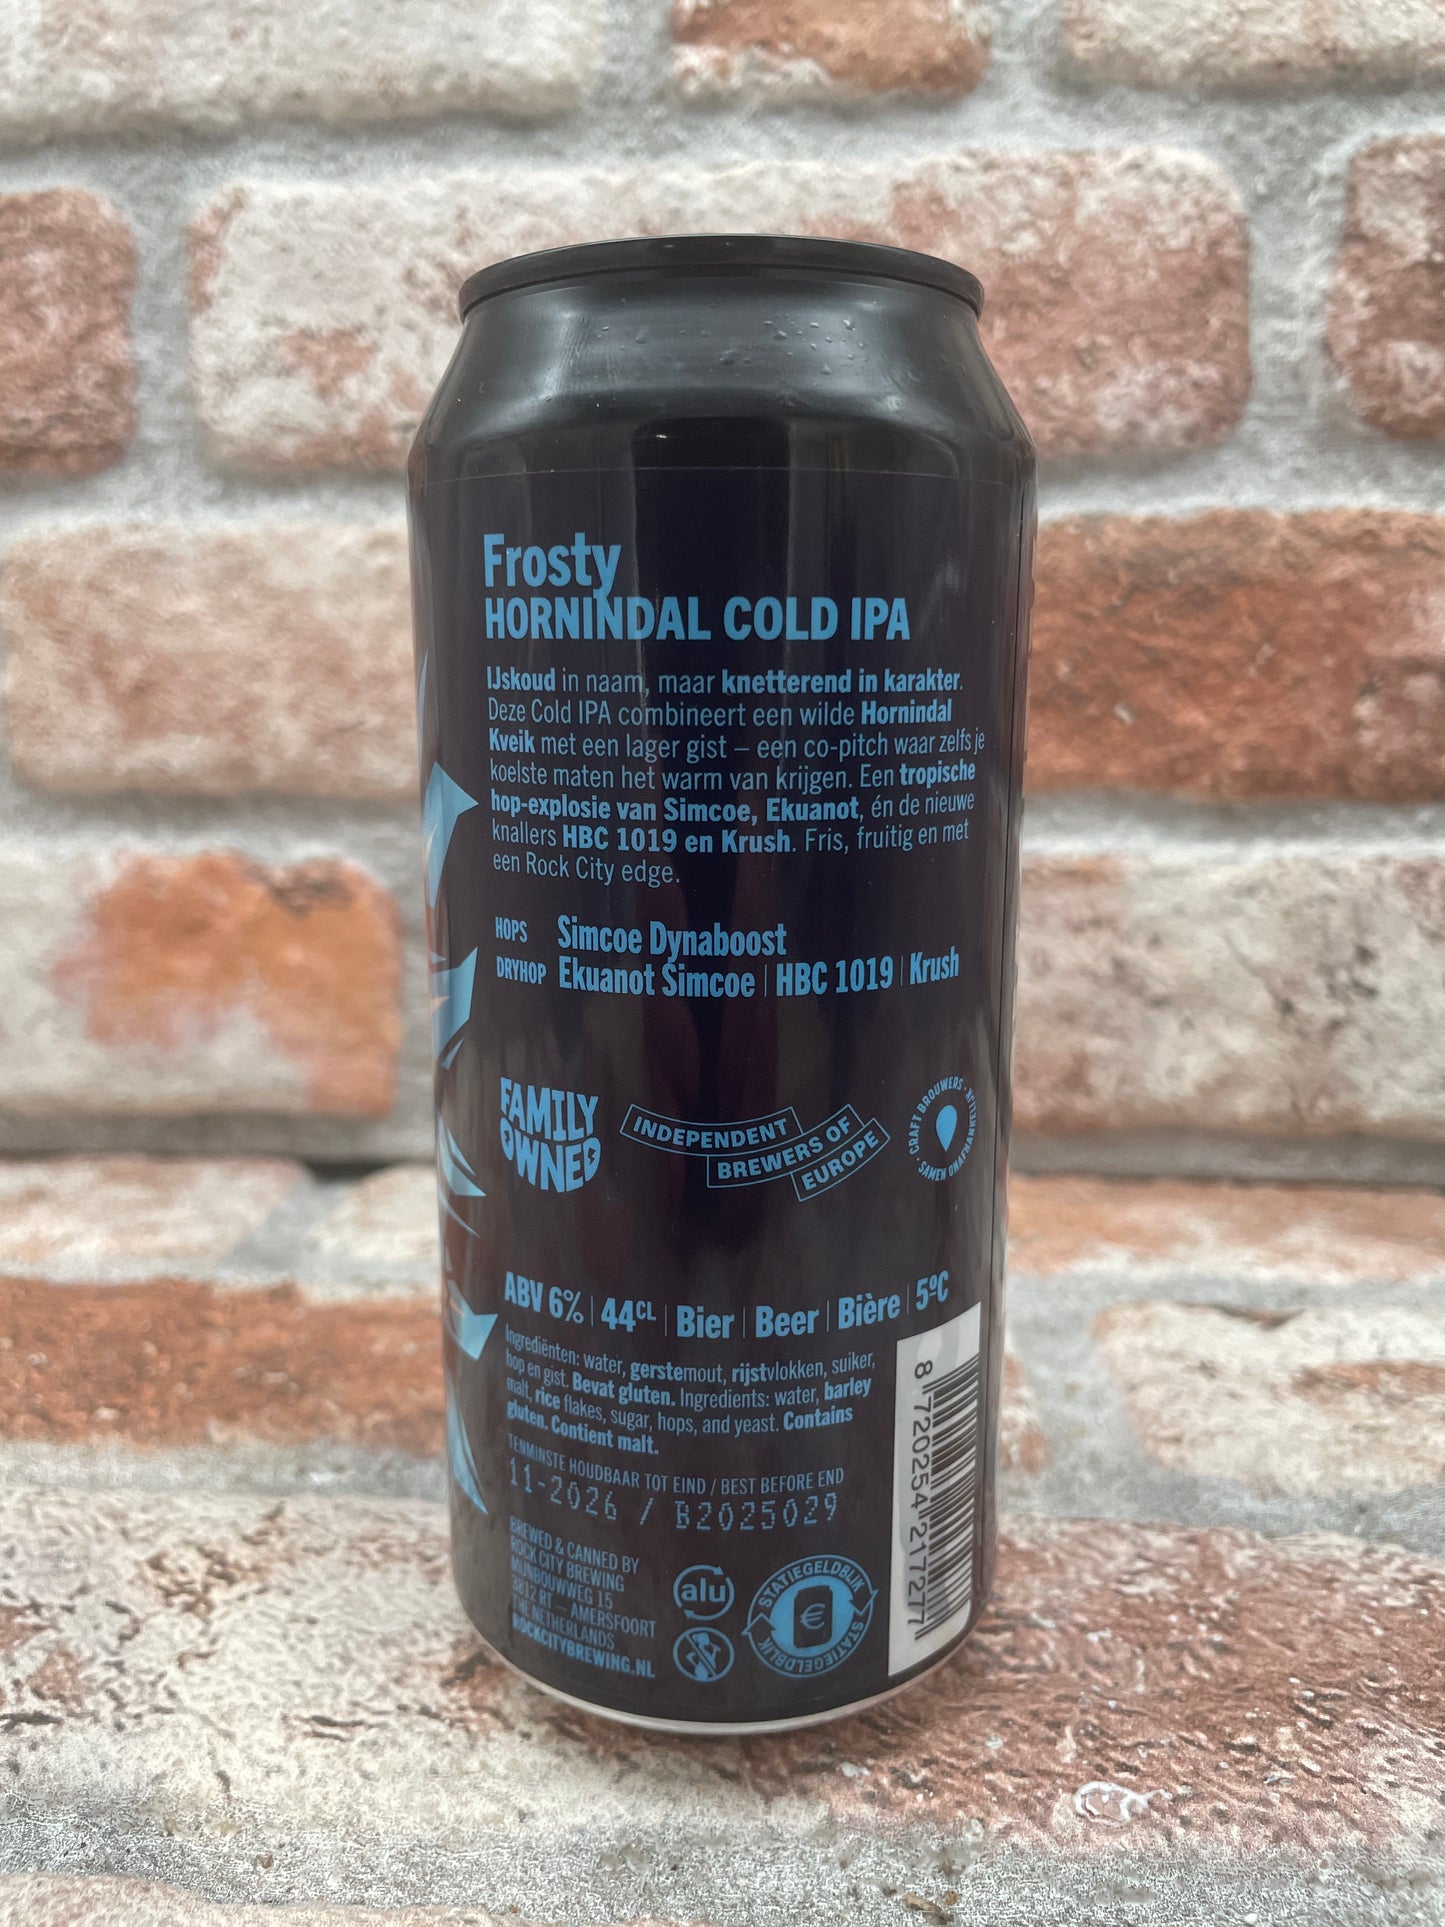 Frosty
HORNINDAL COLD IPA
IJskoud in naam, maar knetterend in karakter.
Deze Cold IPA combineert een wilde Hornindal
Kveik met een lager gist – een co-pitch waar zelfs je
koelste maten het warm van krijgen. Een tropische
hop-explosie van Simcoe, Ekuanot, én de nieuwe
knallers HBC 1019 en Krush. Fris, fruitig en met
een Rock City edge.
HOPS Simcoe Dynaboost
DRYHOP Ekuanot Simcoe | HBC 1019 | Krush
FAMILY
OWNED
INDEPENDENT
BREWERS OF
EUROPE
CRAFT BROUWERS · SAMEN ONAFHANKELIJK ·
ABV 6% | 44CL | Bier | Beer | Bière | 5ºC
Ingrediënten: water, gerstemout, rijstvlokken, suiker,
hop en gist. Bevat gluten. Ingredients: water, barley
malt, rice flakes, sugar, hops, and yeast. Contains
gluten. Contient malt.
TENMINSTE HOUDBAAR TOT EIND / BEST BEFORE END
11-2026 / B2025029
BREWED & CANNED BY
ROCK CITY BREWING
MIJNBOUWWEG 15
3812 RT — AMERSFOORT
THE NETHERLANDS
ROCKCITYBREWING.NL
alu
STATIEGELDBLIK STATIEGELDBLIK STATIEGELDBLIK
€
8 720254 217277